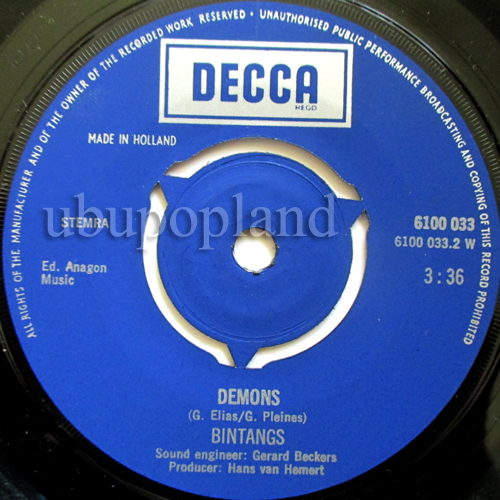 ALL RIGHTS OF THE MANUFACTURER AND OF THE OWNER OF THE RECORDED WORK RESERVED • UNAUTHORISED PUBLIC PERFORMANCE BROADCASTING AND COPYING OF THIS RECORD PROHIBITED
DECCA
REGD
MADE IN HOLLAND
ubupopland
STEMRA
6100 033
6100 033.2 W
Ed. Anagon
Music
3:36
DEMONS
(G. Elias/G. Pleines)
BINTANGS
Sound engineer: Gerard Beckers
Producer: Hans van Hemert